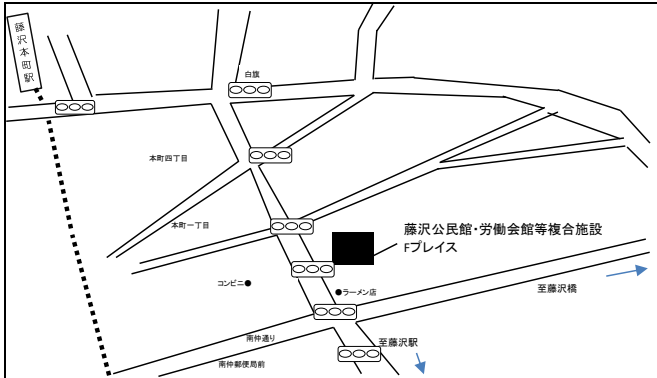 藤沢本町駅
白旗
本町四丁目
本町一丁目
藤沢公民館・労働会館等複合施設
Fプレイス
コンビニ●
●ラーメン店
至藤沢橋
南仲通り
至藤沢駅
南仲郵便局前